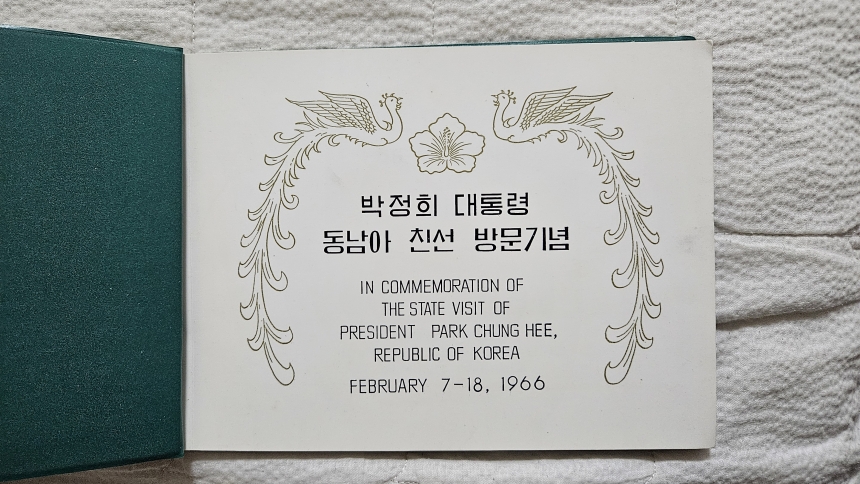 박정희 대통령
동남아 친선 방문기념
IN COMMEMORATION OF
THE STATE VISIT OF
PRESIDENT PARK CHUNG HEE,
REPUBLIC OF KOREA
FEBRUARY 7-18, 1966